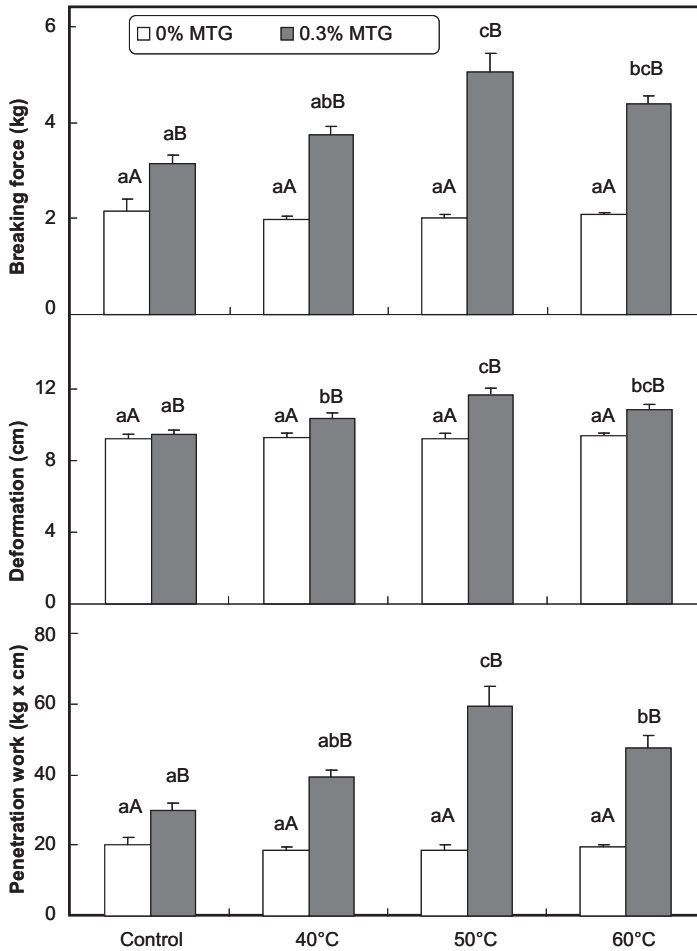 0% MTG 0.3% MTG
Breaking force (kg)
6
4
2
0
aA aB aA abB aA cB aA bcB
Deformation (cm)
12
8
4
0
aA aB aA bB aA cB aA bcB
Penetration work (kg x cm)
80
60
40
20
0
aA aB aA abB aA cB aA bB
Control 40°C 50°C 60°C